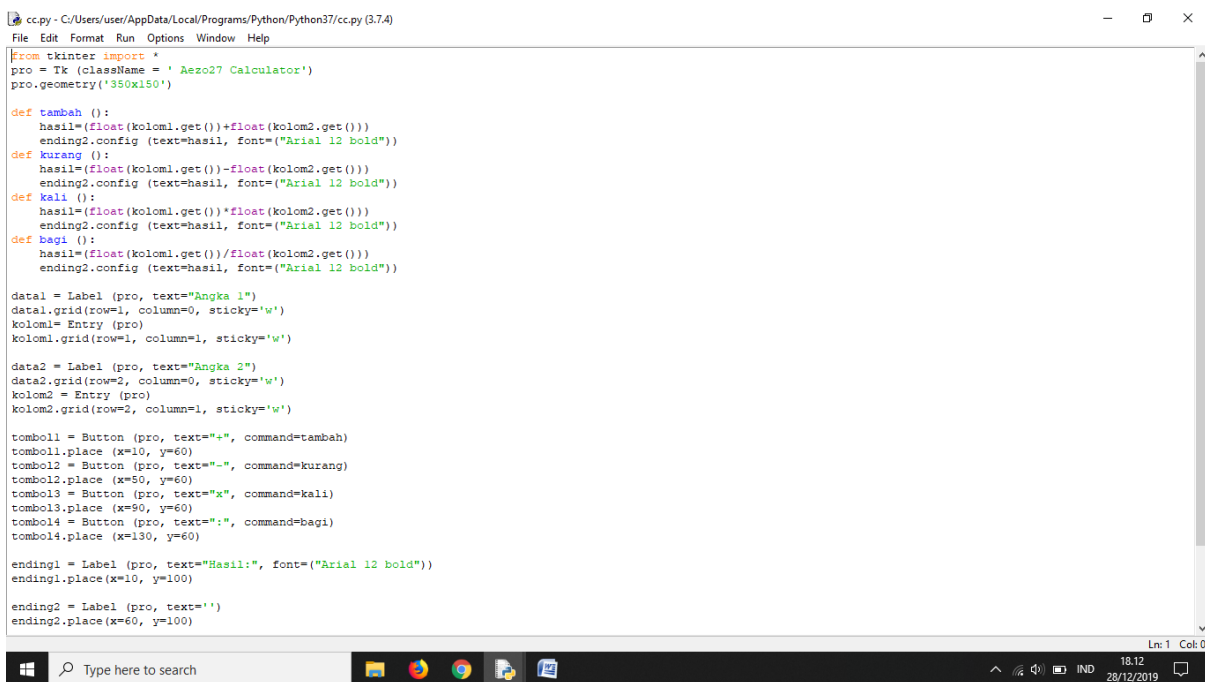 cc.py - C:/Users/user/AppData/Local/Programs/Python/Python37/cc.py (3.7.4)
File Edit Format Run Options Window Help
from tkinter import *
pro = Tk (className = ' Aezo27 Calculator')
pro.geometry('350x150')
def tambah ():
    hasil=(float(kolom1.get())+float(kolom2.get()))
    ending2.config (text=hasil, font=("Arial 12 bold"))
def kurang ():
    hasil=(float(kolom1.get())-float(kolom2.get()))
    ending2.config (text=hasil, font=("Arial 12 bold"))
def kali ():
    hasil=(float(kolom1.get())*float(kolom2.get()))
    ending2.config (text=hasil, font=("Arial 12 bold"))
def bagi ():
    hasil=(float(kolom1.get())/float(kolom2.get()))
    ending2.config (text=hasil, font=("Arial 12 bold"))
data1 = Label (pro, text="Angka 1")
data1.grid(row=1, column=0, sticky='w')
kolom1= Entry (pro)
kolom1.grid(row=1, column=1, sticky='w')
data2 = Label (pro, text="Angka 2")
data2.grid(row=2, column=0, sticky='w')
kolom2 = Entry (pro)
kolom2.grid(row=2, column=1, sticky='w')
tombol1 = Button (pro, text="+", command=tambah)
tombol1.place (x=10, y=60)
tombol2 = Button (pro, text="-", command=kurang)
tombol2.place (x=50, y=60)
tombol3 = Button (pro, text="x", command=kali)
tombol3.place (x=90, y=60)
tombol4 = Button (pro, text=":", command=bagi)
tombol4.place (x=130, y=60)
ending1 = Label (pro, text="Hasil:", font=("Arial 12 bold"))
ending1.place(x=10, y=100)
ending2 = Label (pro, text='')
ending2.place(x=60, y=100)
Ln: 1 Col: 0
Type here to search
IND
18.12
28/12/2019